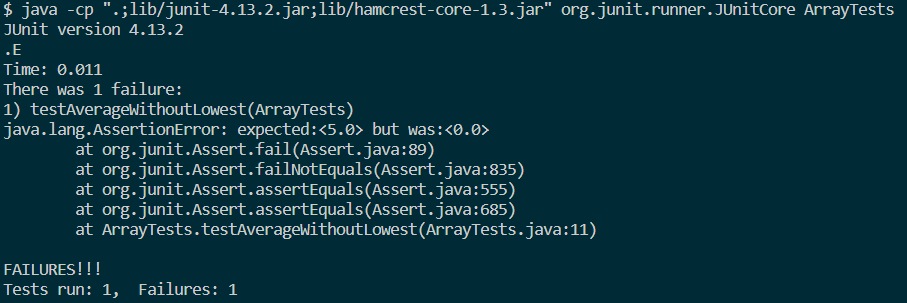 $ java -cp ".;lib/junit-4.13.2.jar;lib/hamcrest-core-1.3.jar" org.junit.runner.JUnitCore ArrayTests
JUnit version 4.13.2
.E
Time: 0.011
There was 1 failure:
1) testAverageWithoutLowest(ArrayTests)
java.lang.AssertionError: expected:<5.0> but was:<0.0>
        at org.junit.Assert.fail(Assert.java:89)
        at org.junit.Assert.failNotEquals(Assert.java:835)
        at org.junit.Assert.assertEquals(Assert.java:555)
        at org.junit.Assert.assertEquals(Assert.java:685)
        at ArrayTests.testAverageWithoutLowest(ArrayTests.java:11)

FAILURES!!!
Tests run: 1,  Failures: 1